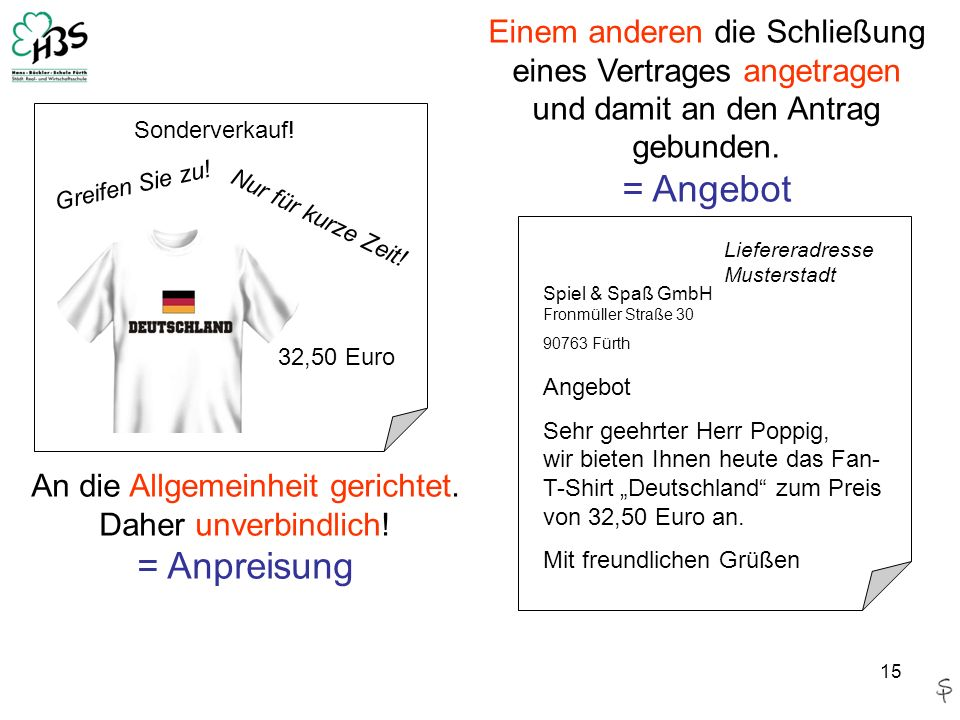 HBS
Hans-Böckler-Schule Fürth
Städt. Real- und Wirtschaftsschule
Sonderverkauf!
Greifen Sie zu!
Nur für kurze Zeit!
DEUTSCHLAND
32,50 Euro
An die Allgemeinheit gerichtet.
Daher unverbindlich!
= Anpreisung
Einem anderen die Schließung
eines Vertrages angetragen
und damit an den Antrag
gebunden.
= Angebot
Liefereradresse
Musterstadt
Spiel & Spaß GmbH
Fronmüller Straße 30
90763 Fürth
Angebot
Sehr geehrter Herr Poppig,
wir bieten Ihnen heute das Fan-
T-Shirt „Deutschland“ zum Preis
von 32,50 Euro an.
Mit freundlichen Grüßen
15